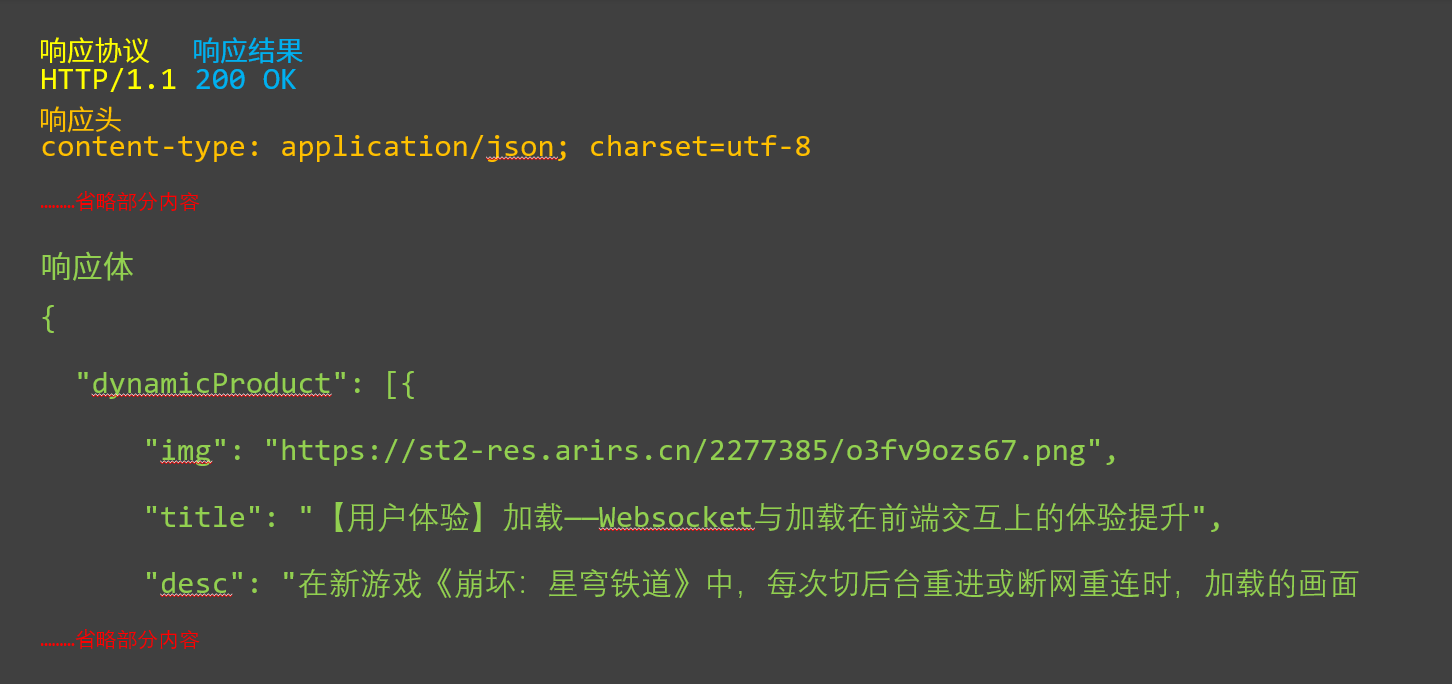 响应协议 响应结果
HTTP/1.1 200 OK
响应头
content-type: application/json; charset=utf-8
………省略部分内容
响应体
{
"dynamicProduct": [{
"img": "https://st2-res.arirs.cn/2277385/o3fv9ozs67.png",
"title": "【用户体验】加载——Websocket与加载在前端交互上的体验提升",
"desc": "在新游戏《崩坏：星穹铁道》中，每次切后台重进或断网重连时，加载的画面
………省略部分内容